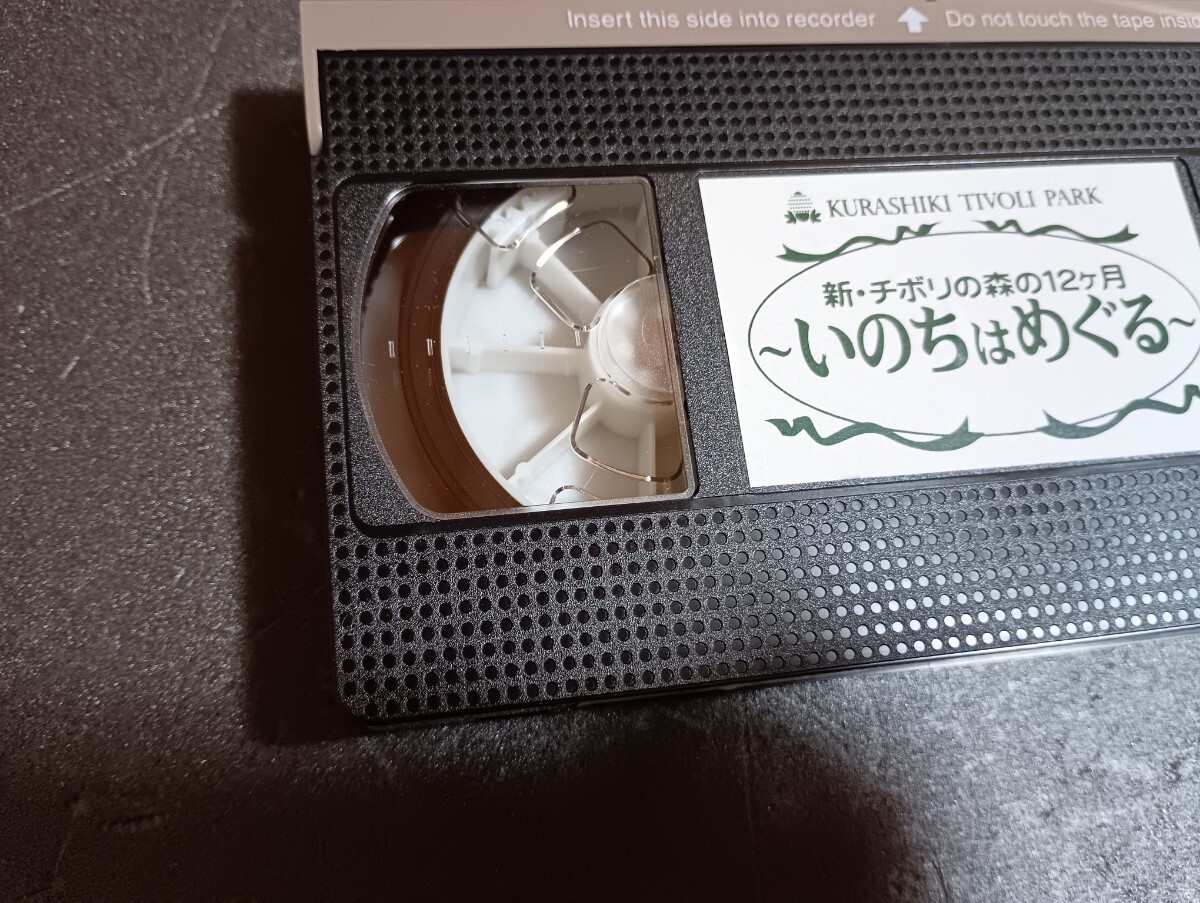 Insert this side into recorder ⬆ Do not touch the tape insid
KURASHIKI TIVOLI PARK
新・チボリの森の12ヶ月
~いのちはめぐる~